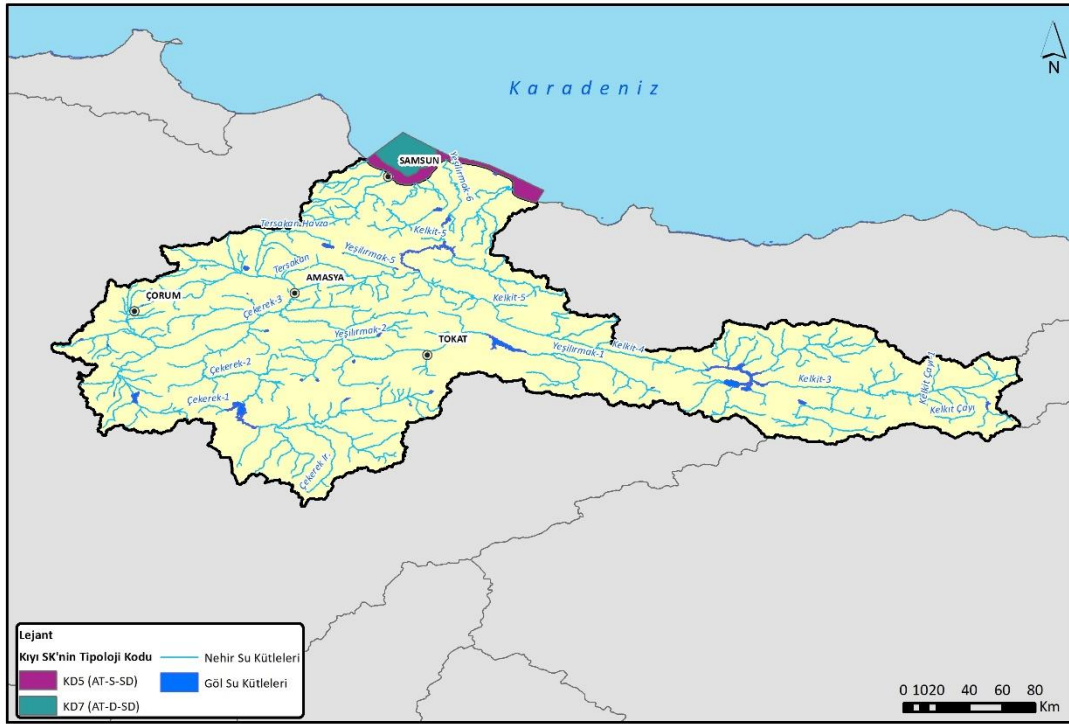 Karadeniz
N
SAMSUN
Yeşilırmak-6
Tersakan Havza
Kelkit-5
Yeşilırmak-5
Tersakan
AMASYA
Kelkit-5
ÇORUM
Çekerek-3
Yeşilırmak-2
TOKAT
Kelkit-4
Yeşilırmak-1
Çekerek-2
Kelkit-3
Kelkit Çayı-1
Çekerek-1
Kelkit Çayı
Çekerek Ir.
Lejant
Kıyı SK'nin Tipoloji Kodu
Nehir Su Kütleleri
KD5 (AT-S-SD)
Göl Su Kütleleri
KD7 (AT-D-SD)
0 10 20 40 60 80
Km